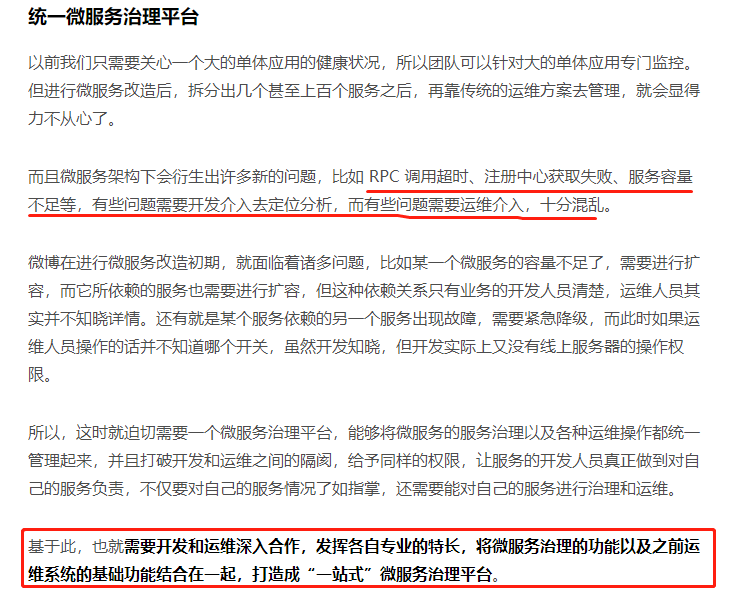 统一微服务治理平台
以前我们只需要关心一个大的单体应用的健康状况，所以团队可以针对大的单体应用专门监控。
但进行微服务改造后，拆分出几个甚至上百个服务之后，再靠传统的运维方案去管理，就会显得
力不从心了。
而且微服务架构下会衍生出许多新的问题，比如 RPC 调用超时、注册中心获取失败、服务容量
不足等，有些问题需要开发介入去定位分析，而有些问题需要运维介入，十分混乱。
微博在进行微服务改造初期，就面临着诸多问题，比如某一个微服务的容量不足了，需要进行扩
容，而它所依赖的服务也需要进行扩容，但这种依赖关系只有业务的开发人员清楚，运维人员其
实并不知晓详情。还有就是某个服务依赖的另一个服务出现故障，需要紧急降级，而此时如果运
维人员操作的话并不知道哪个开关，虽然开发知晓，但开发实际上又没有线上服务器的操作权
限。
所以，这时就迫切需要一个微服务治理平台，能够将微服务的服务治理以及各种运维操作都统一
管理起来，并且打破开发和运维之间的隔阂，给予同样的权限，让服务的开发人员真正做到对自
己的服务负责，不仅要对自己的服务情况了如指掌，还需要能对自己的服务进行治理和运维。
基于此，也就需要开发和运维深入合作，发挥各自专业的特长，将微服务治理的功能以及之前运
维系统的基础功能结合在一起，打造成“一站式”微服务治理平台。